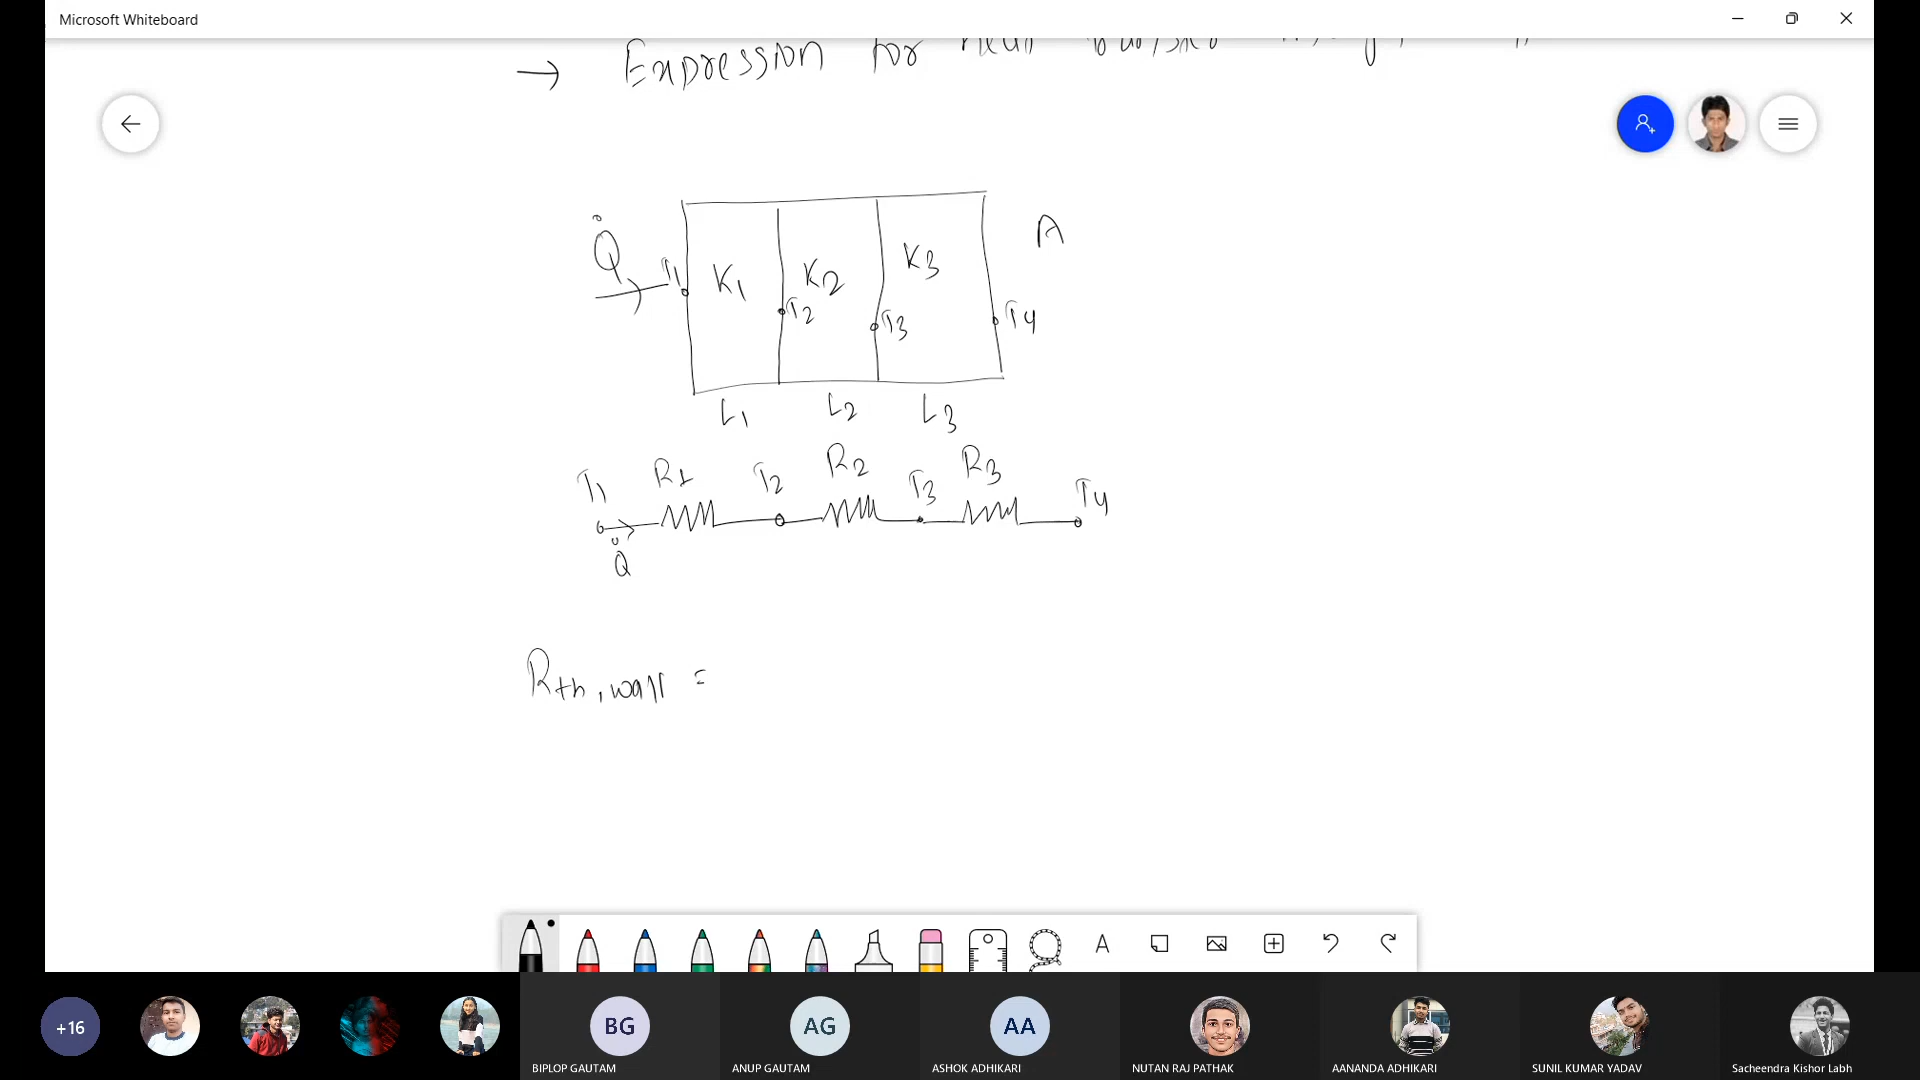 Microsoft Whiteboard
→ Expression for
Q̇ T1 K1 K2 K3 A
T2 T3 T4
L1 L2 L3
T1 R1 T2 R2 T3 R3 T4
Q̇
Rth, wall =
A
+16 BG AG AA
BIPLOP GAUTAM ANUP GAUTAM ASHOK ADHIKARI NUTAN RAJ PATHAK AANANDA ADHIKARI SUNIL KUMAR YADAV Sacheendra Kishor Labh